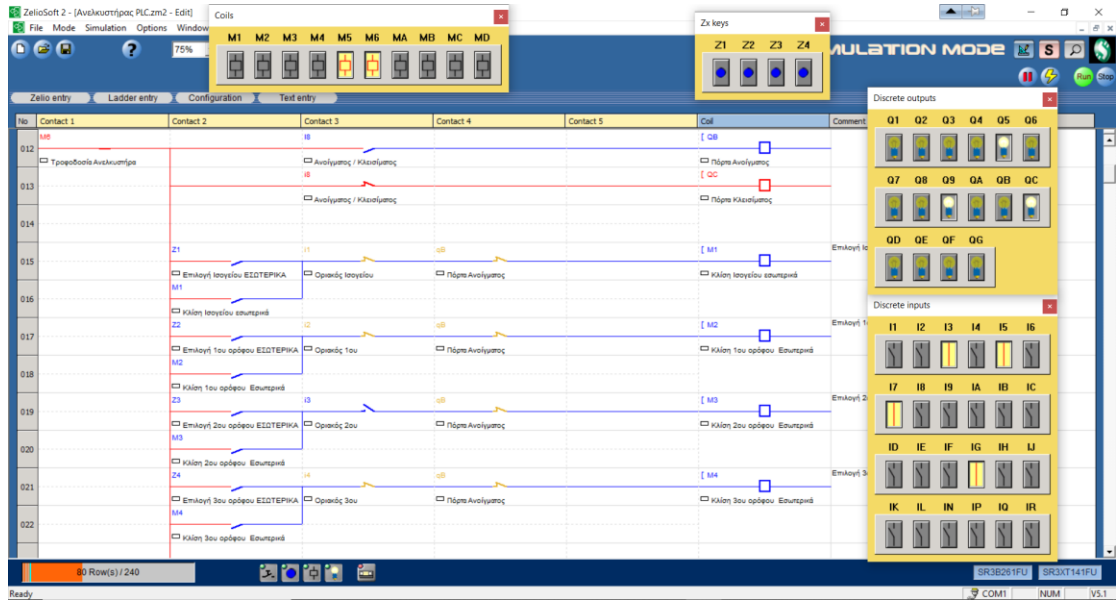 ZelioSoft 2 - [Ανελκυστήρας PLC.zm2 - Edit]
File Mode Simulation Options Window
75%
SIMULATION MODE
Run Stop
Coils
M1 M2 M3 M4 M5 M6 MA MB MC MD
Zx keys
Z1 Z2 Z3 Z4
Zelio entry Ladder entry Configuration Text entry
No Contact 1 Contact 2 Contact 3 Contact 4 Contact 5 Coil Comment
012 M6 I8 [ QB
Τροφοδοσία Ανελκυστήρα Ανοίγματος / Κλεισίματος Πόρτα Ανοίγματος
013 i8 [ QC
Ανοίγματος / Κλεισίματος Πόρτα Κλεισίματος
014
015 Z1 i1 qB [ M1
Επιλογή Ισογείου ΕΣΩΤΕΡΙΚΑ Οριακός Ισογείου Πόρτα Ανοίγματος Κλίση Ισογείου εσωτερικά
016 M1
Κλίση Ισογείου εσωτερικά
017 Z2 i2 qB [ M2
Επιλογή 1ου ορόφου ΕΣΩΤΕΡΙΚΑ Οριακός 1ου Πόρτα Ανοίγματος Κλίση 1ου ορόφου Εσωτερικά
018 M2
Κλίση 1ου ορόφου Εσωτερικά
019 Z3 i3 qB [ M3
Επιλογή 2ου ορόφου ΕΣΩΤΕΡΙΚΑ Οριακός 2ου Πόρτα Ανοίγματος Κλίση 2ου ορόφου Εσωτερικά
020 M3
Κλίση 2ου ορόφου Εσωτερικά
021 Z4 i4 qB [ M4
Επιλογή 3ου ορόφου ΕΣΩΤΕΡΙΚΑ Οριακός 3ου Πόρτα Ανοίγματος Κλίση 3ου ορόφου Εσωτερικά
022 M4
Κλίση 3ου ορόφου Εσωτερικά
Discrete outputs
Q1 Q2 Q3 Q4 Q5 Q6
Q7 Q8 Q9 QA QB QC
QD QE QF QG
Discrete inputs
I1 I2 I3 I4 I5 I6
I7 I8 I9 IA IB IC
ID IE IF IG IH IJ
IK IL IN IP IQ IR
80 Row(s) / 240
SR3B261FU SR3XT141FU
Ready COM1 NUM V5.1